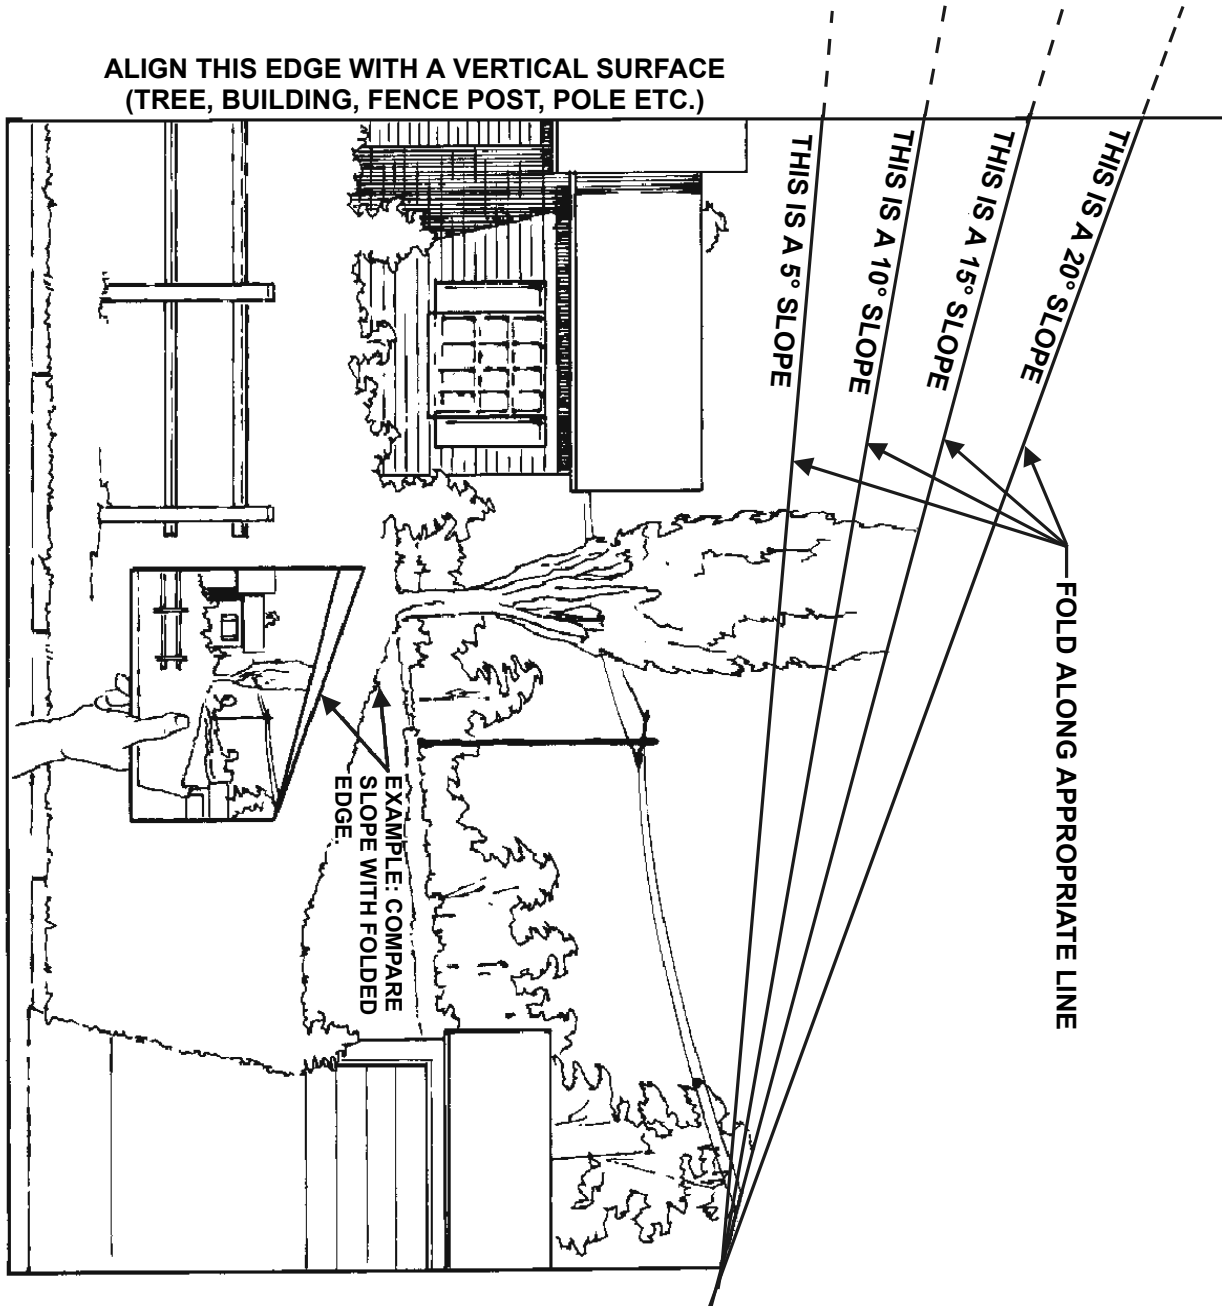 ALIGN THIS EDGE WITH A VERTICAL SURFACE
(TREE, BUILDING, FENCE POST, POLE ETC.)
THIS IS A 5° SLOPE
THIS IS A 10° SLOPE
THIS IS A 15° SLOPE
THIS IS A 20° SLOPE
FOLD ALONG APPROPRIATE LINE
EXAMPLE: COMPARE
SLOPE WITH FOLDED
EDGE.